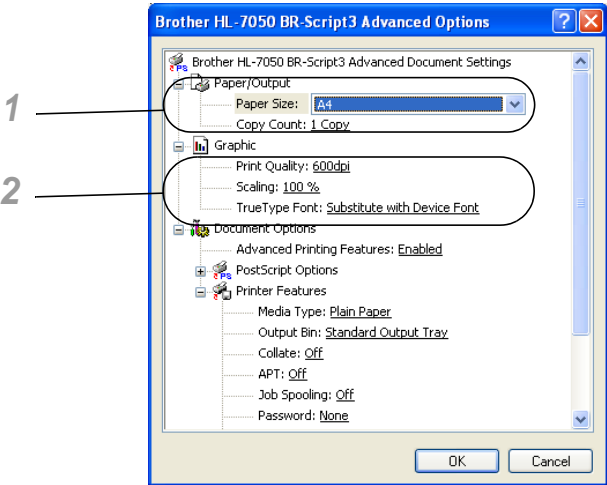 Brother HL-7050 BR-Script3 Advanced Options
Brother HL-7050 BR-Script3 Advanced Document Settings
Paper/Output
1
Paper Size: A4
Copy Count: 1 Copy
Graphic
Print Quality: 600dpi
2
Scaling: 100 %
TrueType Font: Substitute with Device Font
Document Options
Advanced Printing Features: Enabled
PostScript Options
Printer Features
Media Type: Plain Paper
Output Bin: Standard Output Tray
Collate: Off
APT: Off
Job Spooling: Off
Password: None
OK Cancel